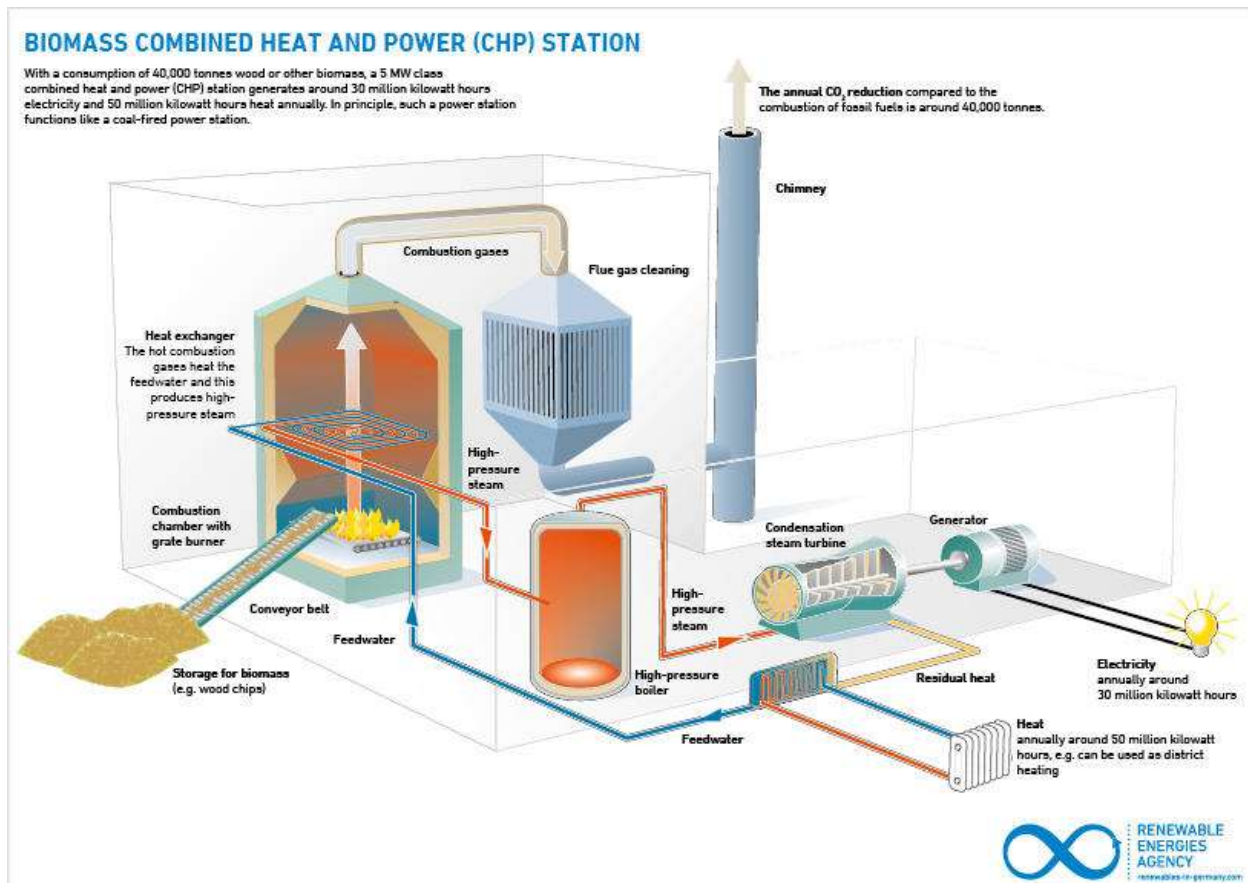 BIOMASS COMBINED HEAT AND POWER (CHP) STATION
With a consumption of 40,000 tonnes wood or other biomass, a 5 MW class
combined heat and power (CHP) station generates around 30 million kilowatt hours
electricity and 50 million kilowatt hours heat annually. In principle, such a power station
functions like a coal-fired power station.
The annual CO₂ reduction compared to the
combustion of fossil fuels is around 40,000 tonnes.
Chimney
Combustion gases
Flue gas cleaning
Heat exchanger
The hot combustion
gases heat the
feedwater and this
produces high-
pressure steam
High-
pressure
steam
Combustion
chamber with
grate burner
Condensation
steam turbine
Generator
Conveyor belt
High-
pressure
steam
Feedwater
Storage for biomass
(e.g. wood chips)
High-pressure
boiler
Residual heat
Electricity
annually around
30 million kilowatt hours
Feedwater
Heat
annually around 50 million kilowatt
hours, e.g. can be used as district
heating
RENEWABLE
ENERGIES
AGENCY
renewables-in-germany.com